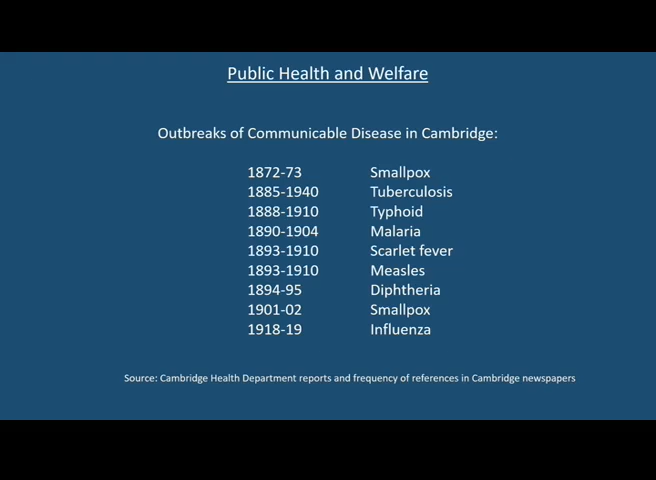 Public Health and Welfare
Outbreaks of Communicable Disease in Cambridge:
1872-73 Smallpox
1885-1940 Tuberculosis
1888-1910 Typhoid
1890-1904 Malaria
1893-1910 Scarlet fever
1893-1910 Measles
1894-95 Diphtheria
1901-02 Smallpox
1918-19 Influenza
Source: Cambridge Health Department reports and frequency of references in Cambridge newspapers